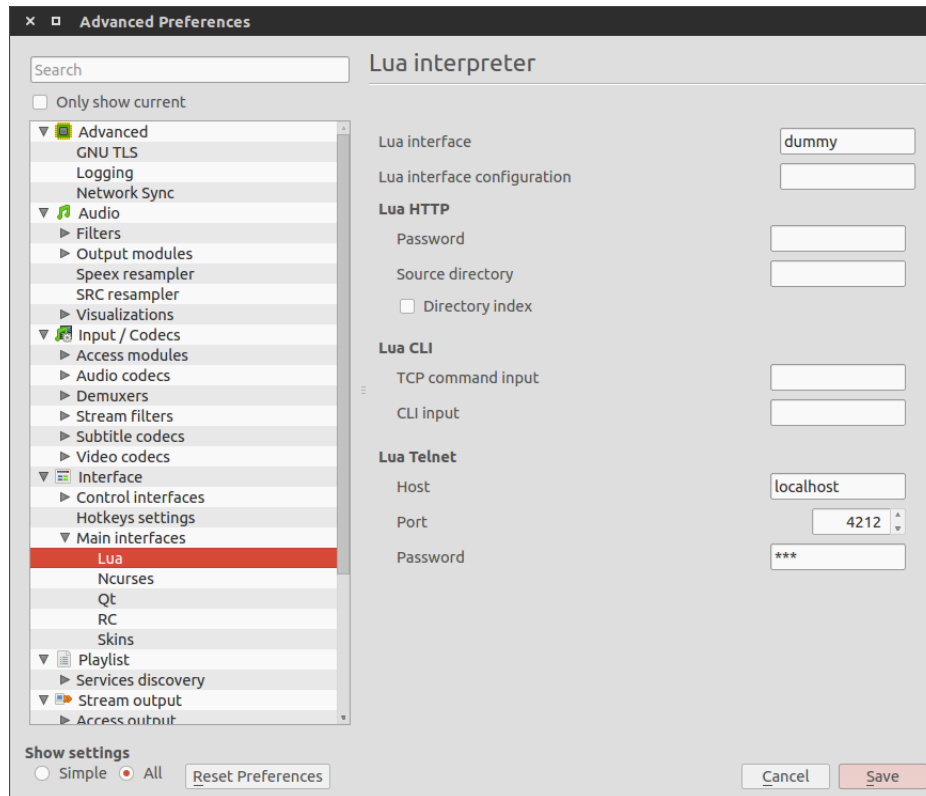 Advanced Preferences
Search
Only show current
Advanced
GNU TLS
Logging
Network Sync
Audio
Filters
Output modules
Speex resampler
SRC resampler
Visualizations
Input / Codecs
Access modules
Audio codecs
Demuxers
Stream filters
Subtitle codecs
Video codecs
Interface
Control interfaces
Hotkeys settings
Main interfaces
Lua
Ncurses
Qt
RC
Skins
Playlist
Services discovery
Stream output
Access output
Show settings
Simple All Reset Preferences
Lua interpreter
Lua interface dummy
Lua interface configuration
Lua HTTP
Password
Source directory
Directory index
Lua CLI
TCP command input
CLI input
Lua Telnet
Host localhost
Port 4212
Password ***
Cancel Save